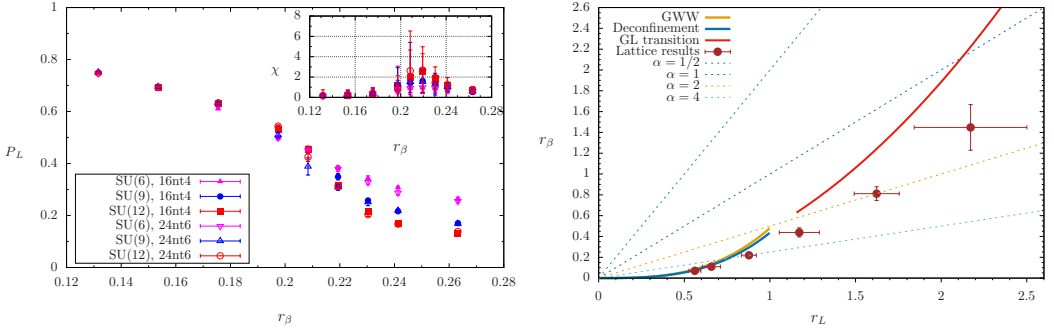 1
0.8
0.6
0.4
0.2
0
P_L
0.12
0.14
0.16
0.18
0.2
0.22
0.24
0.26
0.28
r_β
SU(6), 16nt4
SU(9), 16nt4
SU(12), 16nt4
SU(6), 24nt6
SU(9), 24nt6
SU(12), 24nt6
χ
8
6
4
2
0
0.12
0.16
0.20
0.24
0.28
r_β
2.6
2.4
2.2
2
1.8
1.6
1.4
1.2
1
0.8
0.6
0.4
0.2
0
r_β
0
0.5
1
1.5
2
2.5
r_L
GWW
Deconfinement
GL transition
Lattice results
α = 1/2
α = 1
α = 2
α = 4